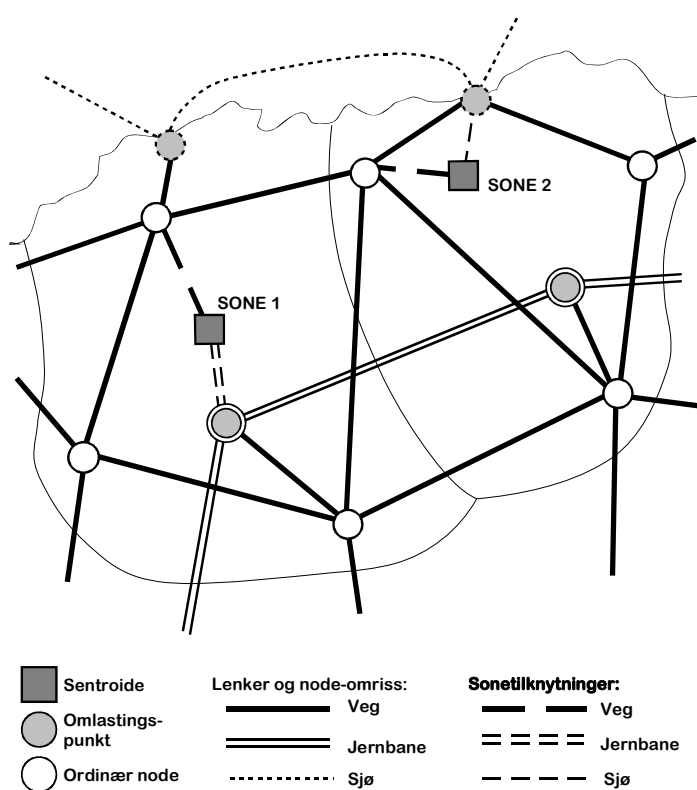 SONE 2
SONE 1
Sentroide
Omlastings-
punkt
Ordinær node
Lenker og node-omriss:
Veg
Jernbane
Sjø
Sonetilknytninger:
Veg
Jernbane
Sjø